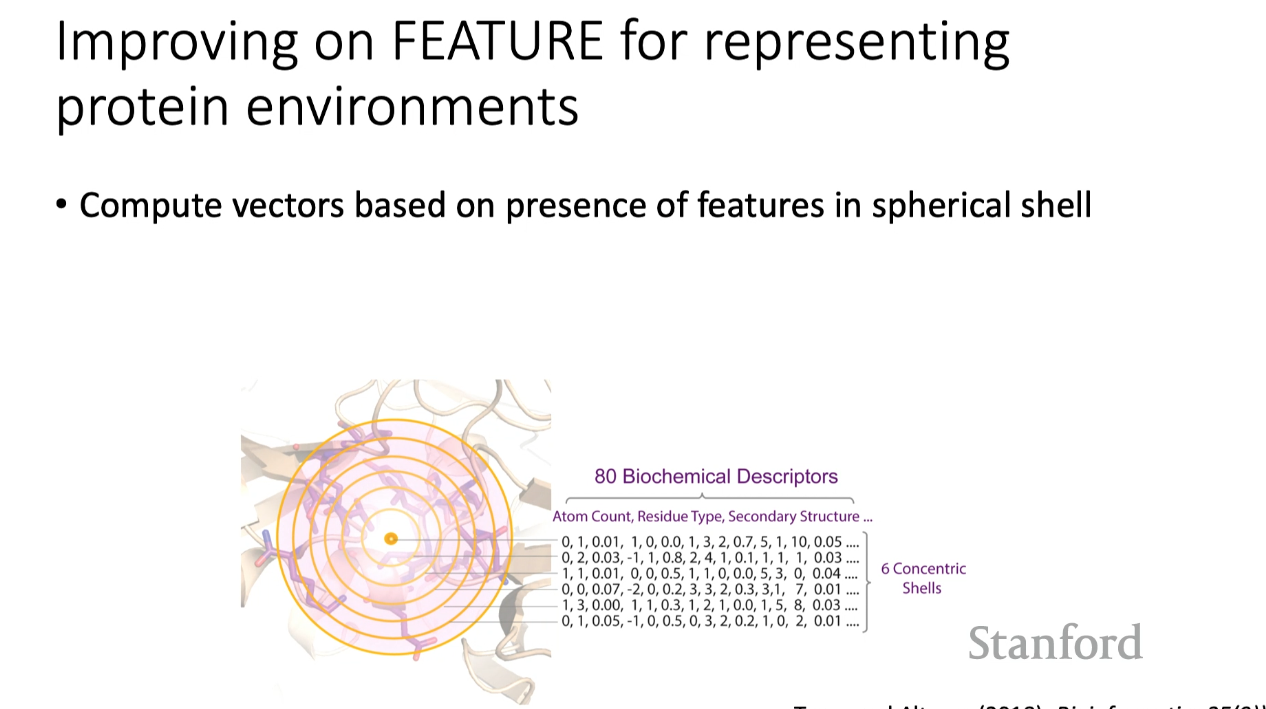 Improving on FEATURE for representing
protein environments
• Compute vectors based on presence of features in spherical shell
80 Biochemical Descriptors
Atom Count, Residue Type, Secondary Structure ...
0, 1, 0.01, 1, 0, 0.0, 1, 3, 2, 0.7, 5, 1, 10, 0.05 ....
0, 2, 0.03, -1, 1, 0.8, 2, 4, 1, 0.1, 1, 1, 1, 0.03 ....
1, 1, 0.01, 0, 0, 0.5, 1, 1, 0, 0.0, 5, 3, 0, 0.04 ....
0, 0, 0.07, -2, 0, 0.2, 3, 3, 2, 0.3, 3,1, 7, 0.01 ....
1, 3, 0.00, 1, 1, 0.3, 1, 2, 1, 0.0, 1, 5, 8, 0.03 ....
0, 1, 0.05, -1, 0, 0.5, 0, 3, 2, 0.2, 1, 0, 2, 0.01 ....
6 Concentric
Shells
Stanford